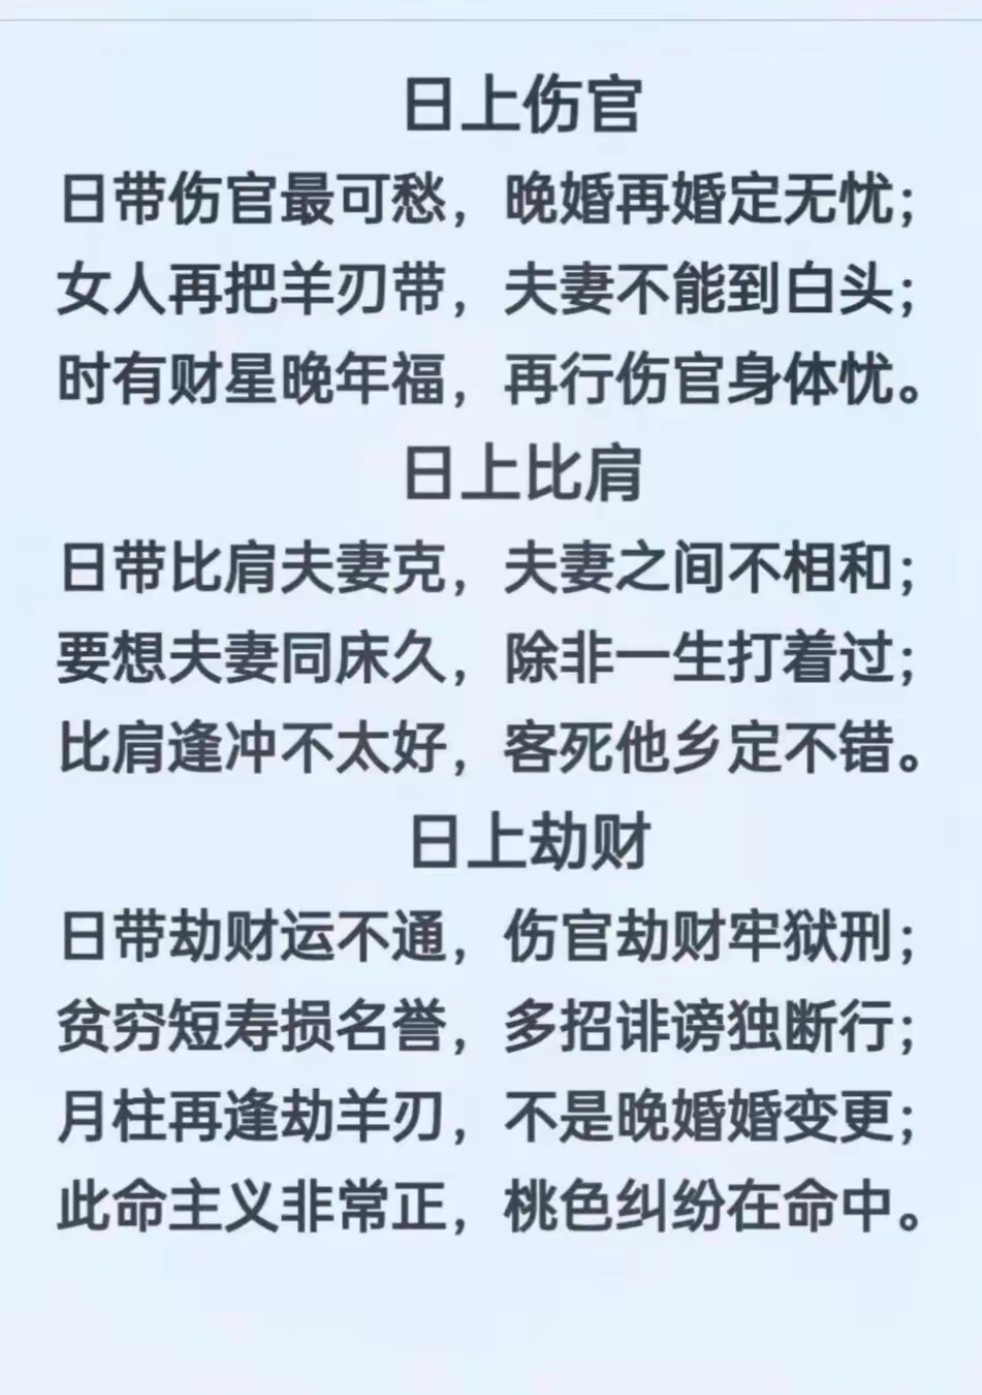 日上伤官
日带伤官最可愁，晚婚再婚定无忧；
女人再把羊刃带，夫妻不能到白头；
时有财星晚年福，再行伤官身体忧。
日上比肩
日带比肩夫妻克，夫妻之间不相和；
要想夫妻同床久，除非一生打着过；
比肩逢冲不太好，客死他乡定不错。
日上劫财
日带劫财运不通，伤官劫财牢狱刑；
贫穷短寿损名誉，多招诽谤独断行；
月柱再逢劫羊刃，不是晚婚婚变更；
此命主义非常正，桃色纠纷在命中。